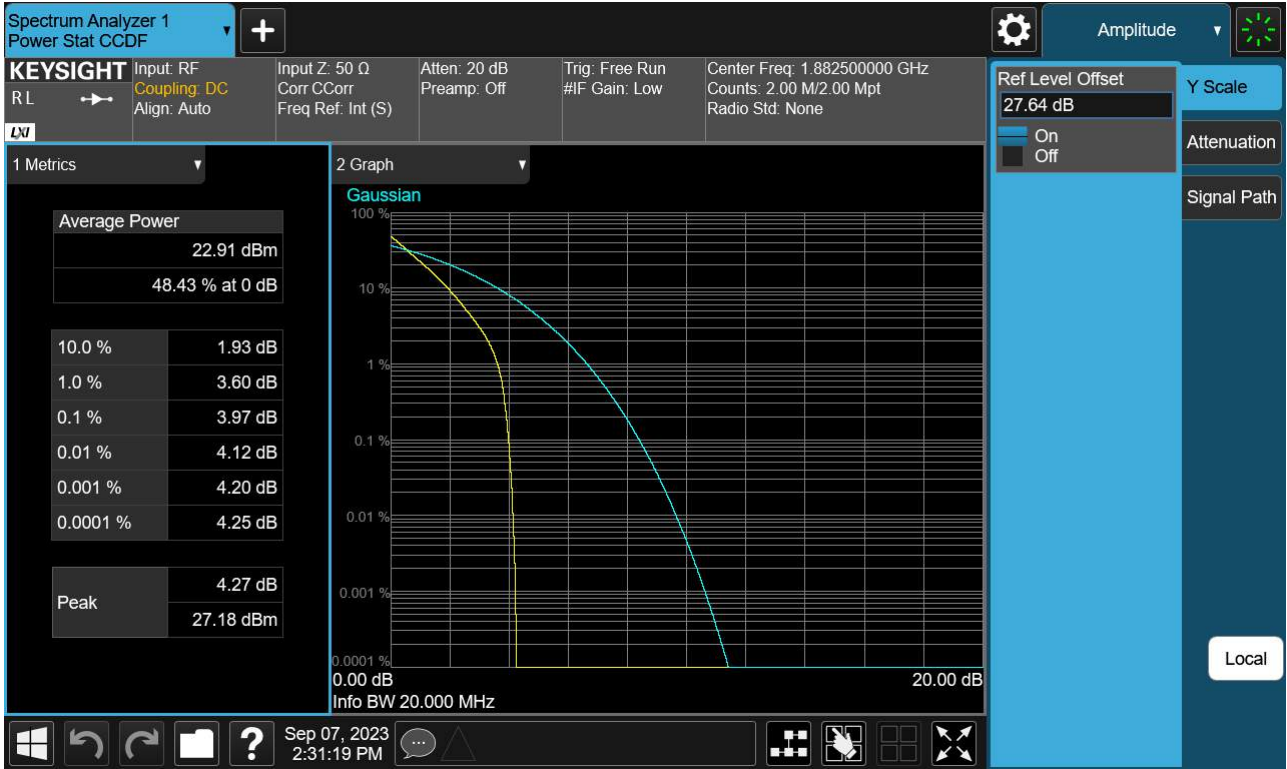 Spectrum Analyzer 1
Power Stat CCDF
▼
+
Amplitude
▼
KEYSIGHT
R L
LXI
Input: RF
Coupling: DC
Align: Auto
Input Z: 50 Ω
Corr CCorr
Freq Ref: Int (S)
Atten: 20 dB
Preamp: Off
Trig: Free Run
#IF Gain: Low
Center Freq: 1.882500000 GHz
Counts: 2.00 M/2.00 Mpt
Radio Std: None
Ref Level Offset
27.64 dB
On
Off
Y Scale
Attenuation
Signal Path
Local
1 Metrics
▼
Average Power
22.91 dBm
48.43 % at 0 dB
10.0 % 1.93 dB
1.0 % 3.60 dB
0.1 % 3.97 dB
0.01 % 4.12 dB
0.001 % 4.20 dB
0.0001 % 4.25 dB
Peak
4.27 dB
27.18 dBm
2 Graph
▼
Gaussian
100 %
10 %
1 %
0.1 %
0.01 %
0.001 %
0.0001 %
0.00 dB 20.00 dB
Info BW 20.000 MHz
?
Sep 07, 2023
2:31:19 PM